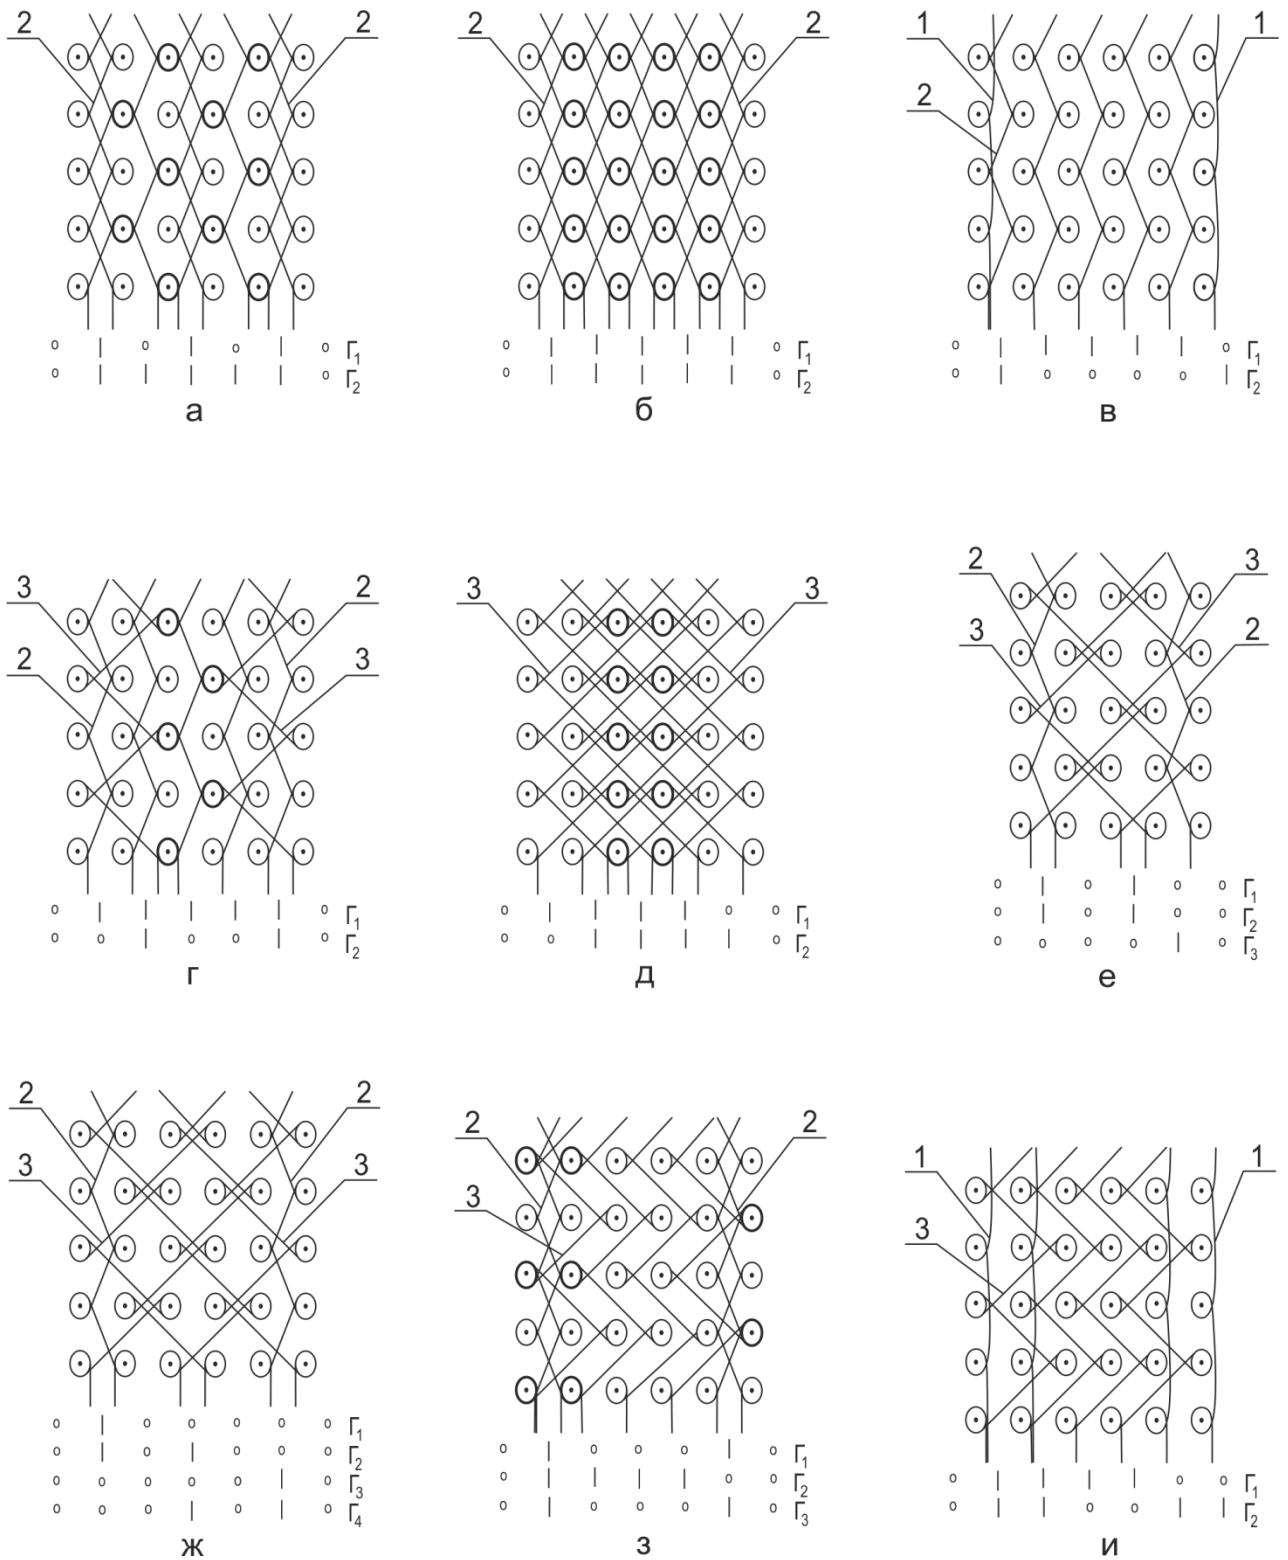 2 2
o | o | o | o Г₁
o | | | | | o Г₂
а
2 2
o | | | | | o Г₁
o | | | | | o Г₂
б
1 1
2
o | | | | | o Г₁
o | o o o o | Г₂
в
3 2
2 3
o | | | | | o Г₁
o o | o o | o Г₂
г
3 3
o | | | | o o Г₁
o o | | | | o Г₂
д
2 3
3 2
o | o | o o Г₁
o | o | o o Г₂
o o o o | o Г₃
е
2 2
3 3
o | o o o o o Г₁
o | o | o o o Г₂
o o o o o | o Г₃
o o o | o | o Г₄
ж
2 2
3
o | o o o | o Г₁
o | | | | o o Г₂
o | o o o | o Г₃
з
1 1
3
o | | | | o o Г₁
o | | o o | | Г₂
и